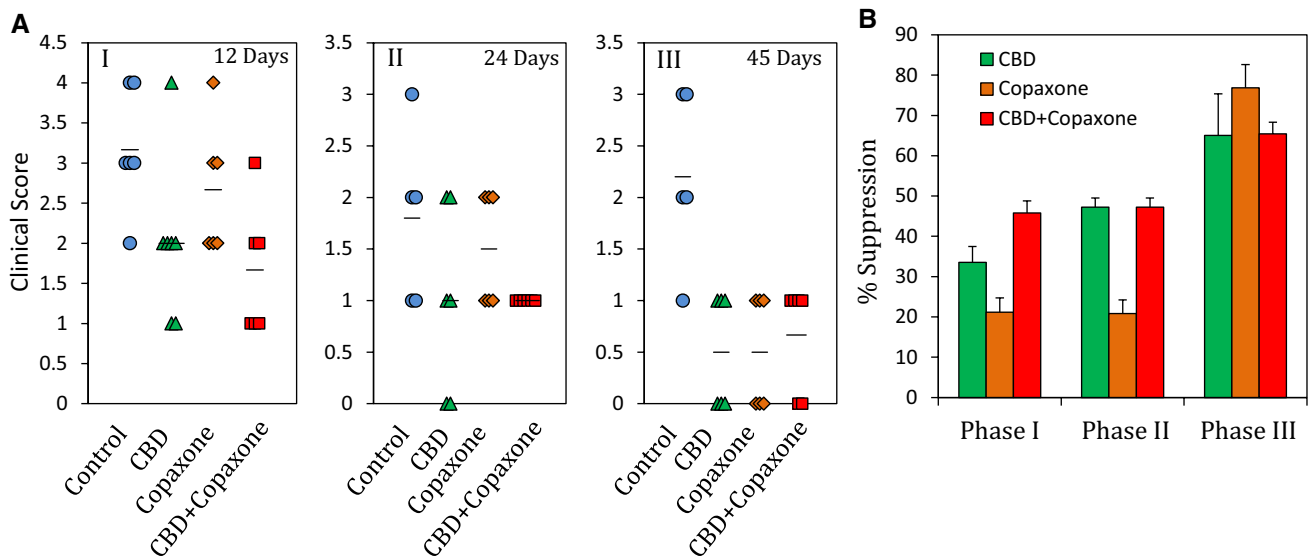 A
Clinical Score
4.5
4
3.5
3
2.5
2
1.5
1
0.5
0
I
12 Days
Control
CBD
Copaxone
CBD+Copaxone
3.5
3
2.5
2
1.5
1
0.5
0
II
24 Days
Control
CBD
Copaxone
CBD+Copaxone
3.5
3
2.5
2
1.5
1
0.5
0
III
45 Days
Control
CBD
Copaxone
CBD+Copaxone
B
% Suppression
90
80
70
60
50
40
30
20
10
0
CBD
Copaxone
CBD+Copaxone
Phase I
Phase II
Phase III